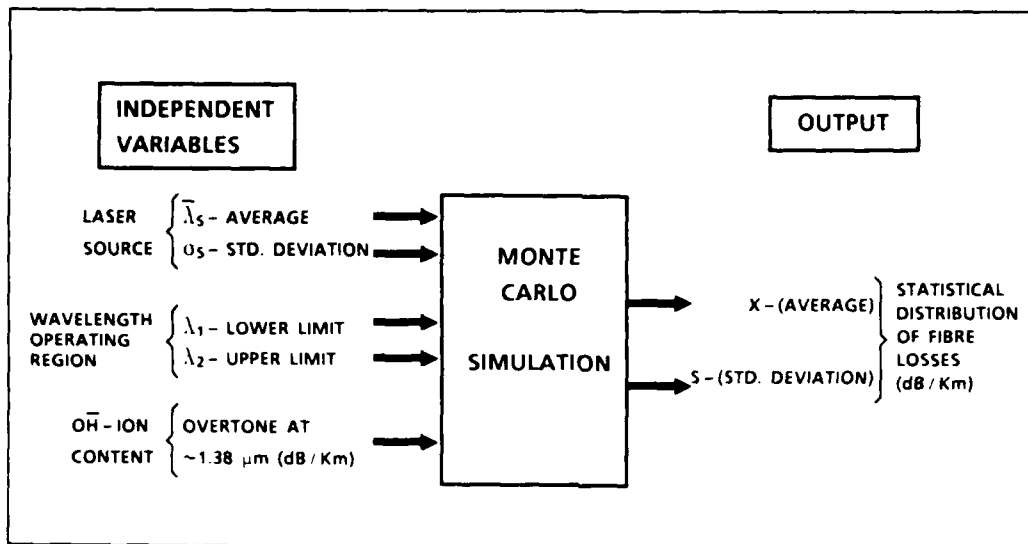 INDEPENDENT
VARIABLES
OUTPUT
LASER
SOURCE
λ̅S – AVERAGE
σS – STD. DEVIATION
WAVELENGTH
OPERATING
REGION
λ1 – LOWER LIMIT
λ2 – UPPER LIMIT
OH̅ – ION
CONTENT
OVERTONE AT
~1.38 μm (dB / Km)
MONTE
CARLO
SIMULATION
X – (AVERAGE)
S – (STD. DEVIATION)
STATISTICAL
DISTRIBUTION
OF FIBRE
LOSSES
(dB / Km)